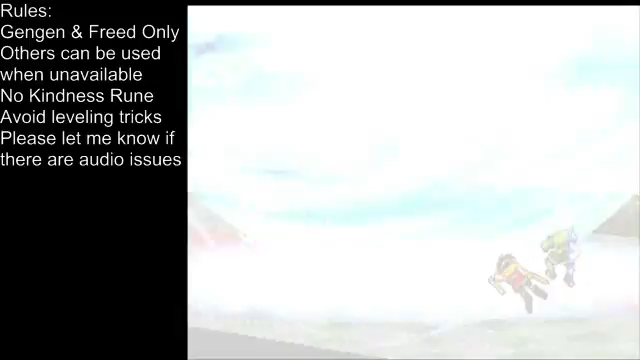 Rules:
Gengen & Freed Only
Others can be used
when unavailable
No Kindness Rune
Avoid leveling tricks
Please let me know if
there are audio issues